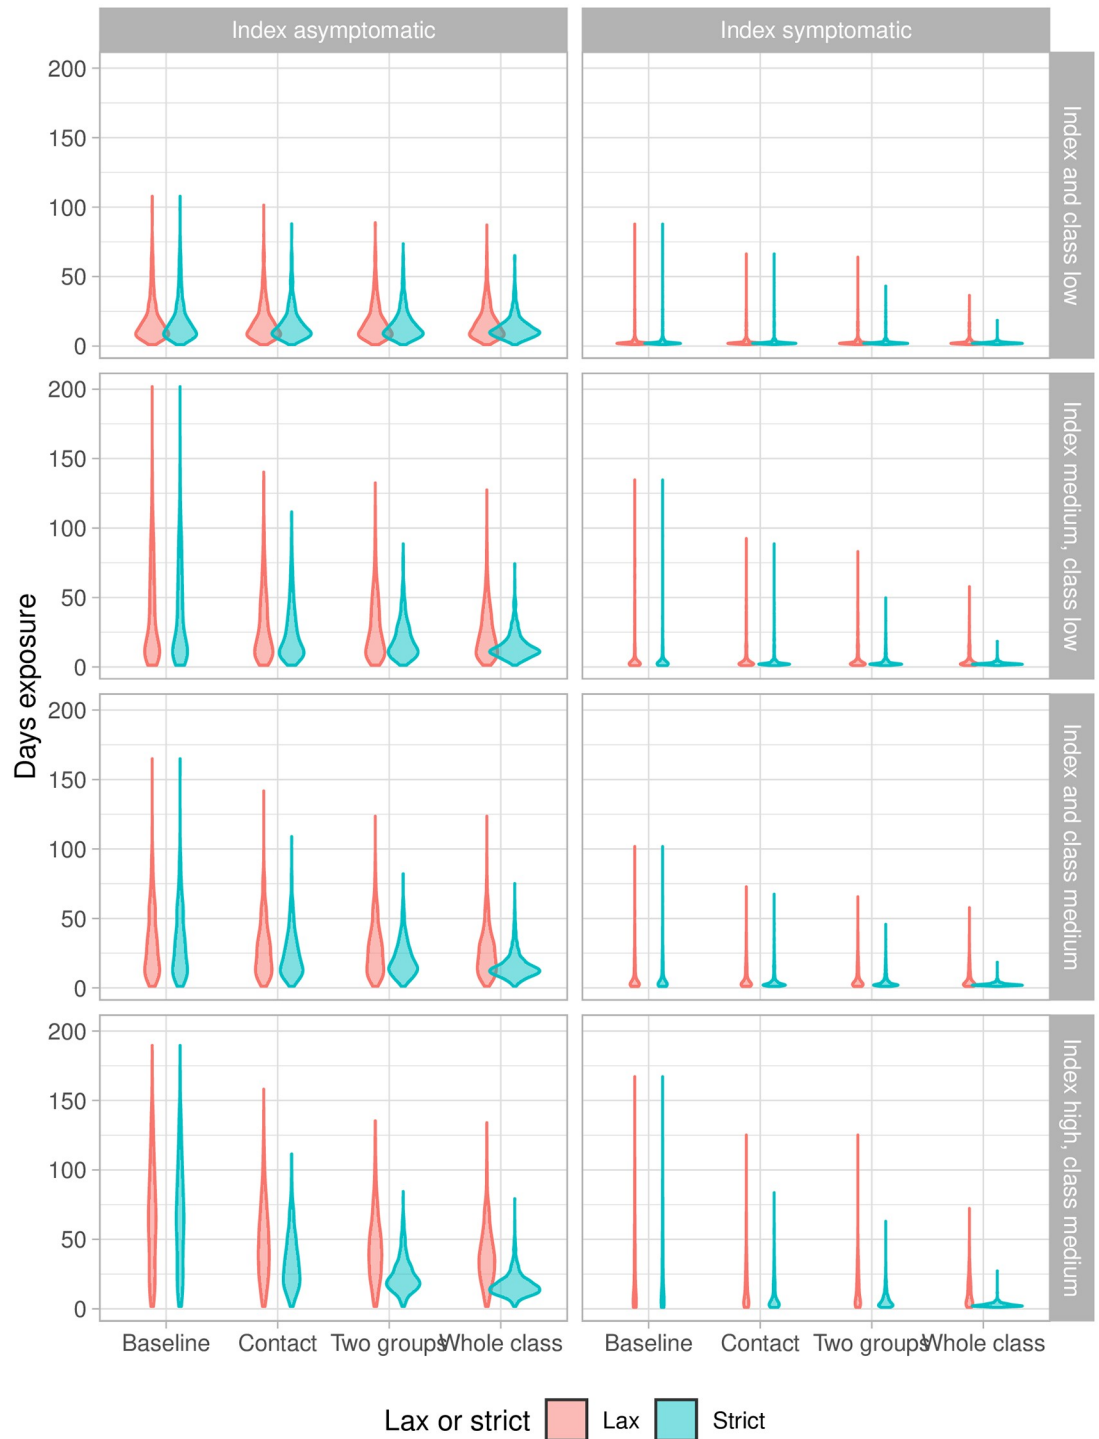 Index asymptomatic
Index symptomatic
200
150
100
50
0
Index and class low
200
150
100
50
0
Index medium, class low
200
150
100
50
0
Index and class medium
200
150
100
50
0
Index high, class medium
Days exposure
Baseline Contact Two groups Whole class
Baseline Contact Two groups Whole class
Lax or strict Lax Strict